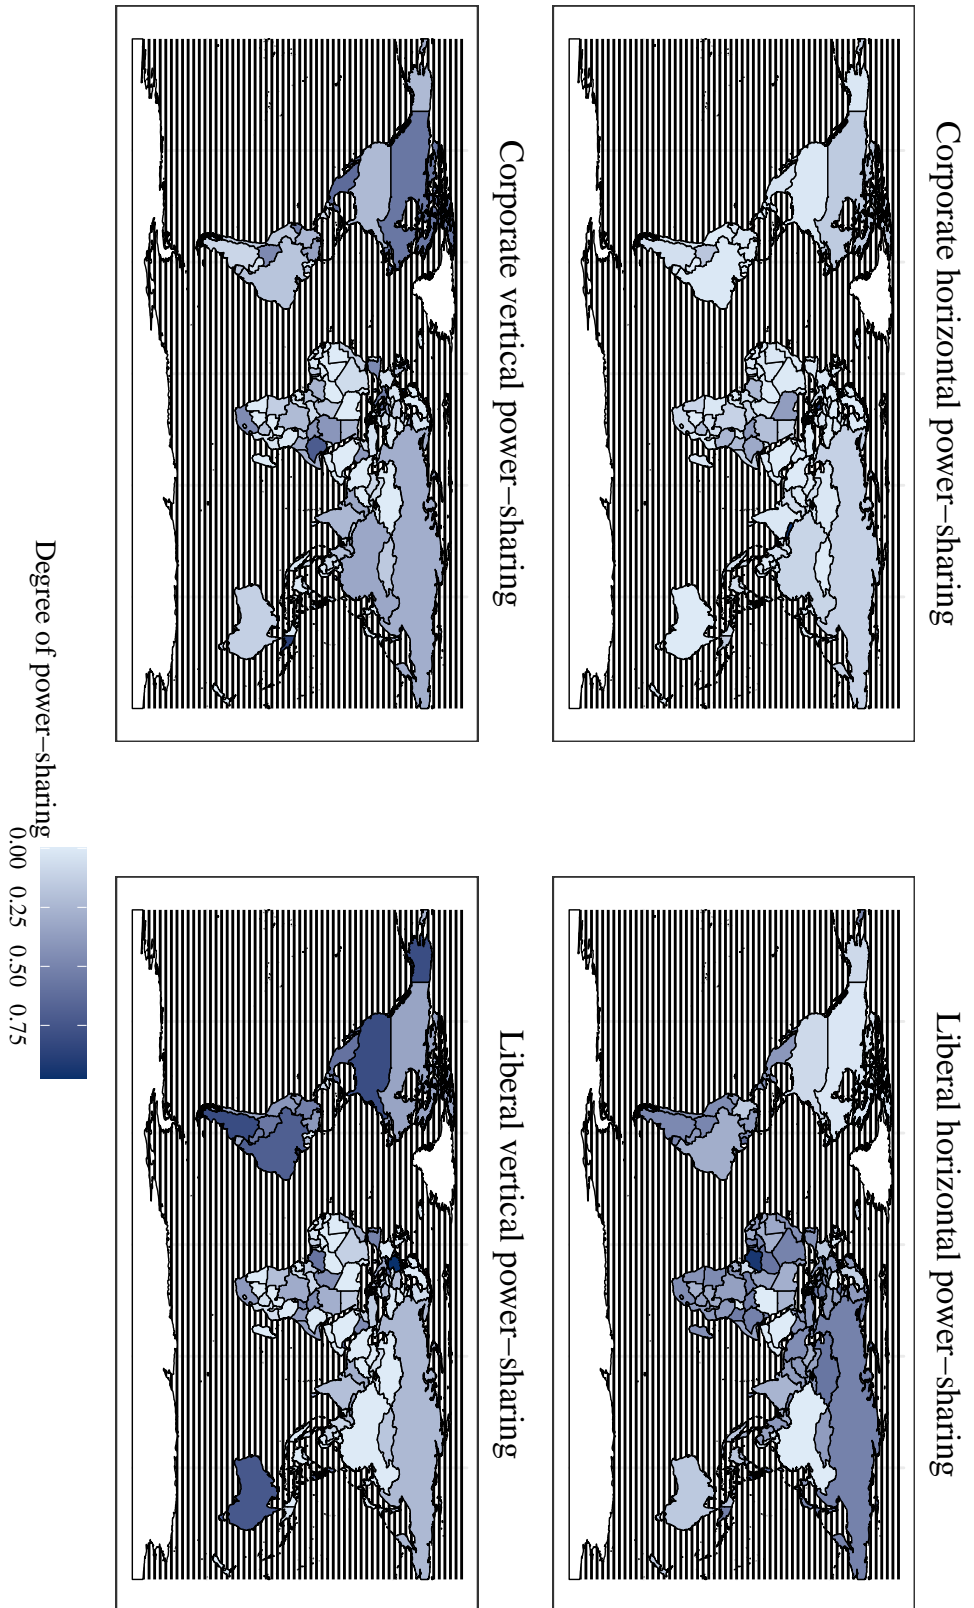 Corporate horizontal power−sharing
Liberal horizontal power−sharing
Corporate vertical power−sharing
Liberal vertical power−sharing
Degree of power−sharing
0.00 0.25 0.50 0.75